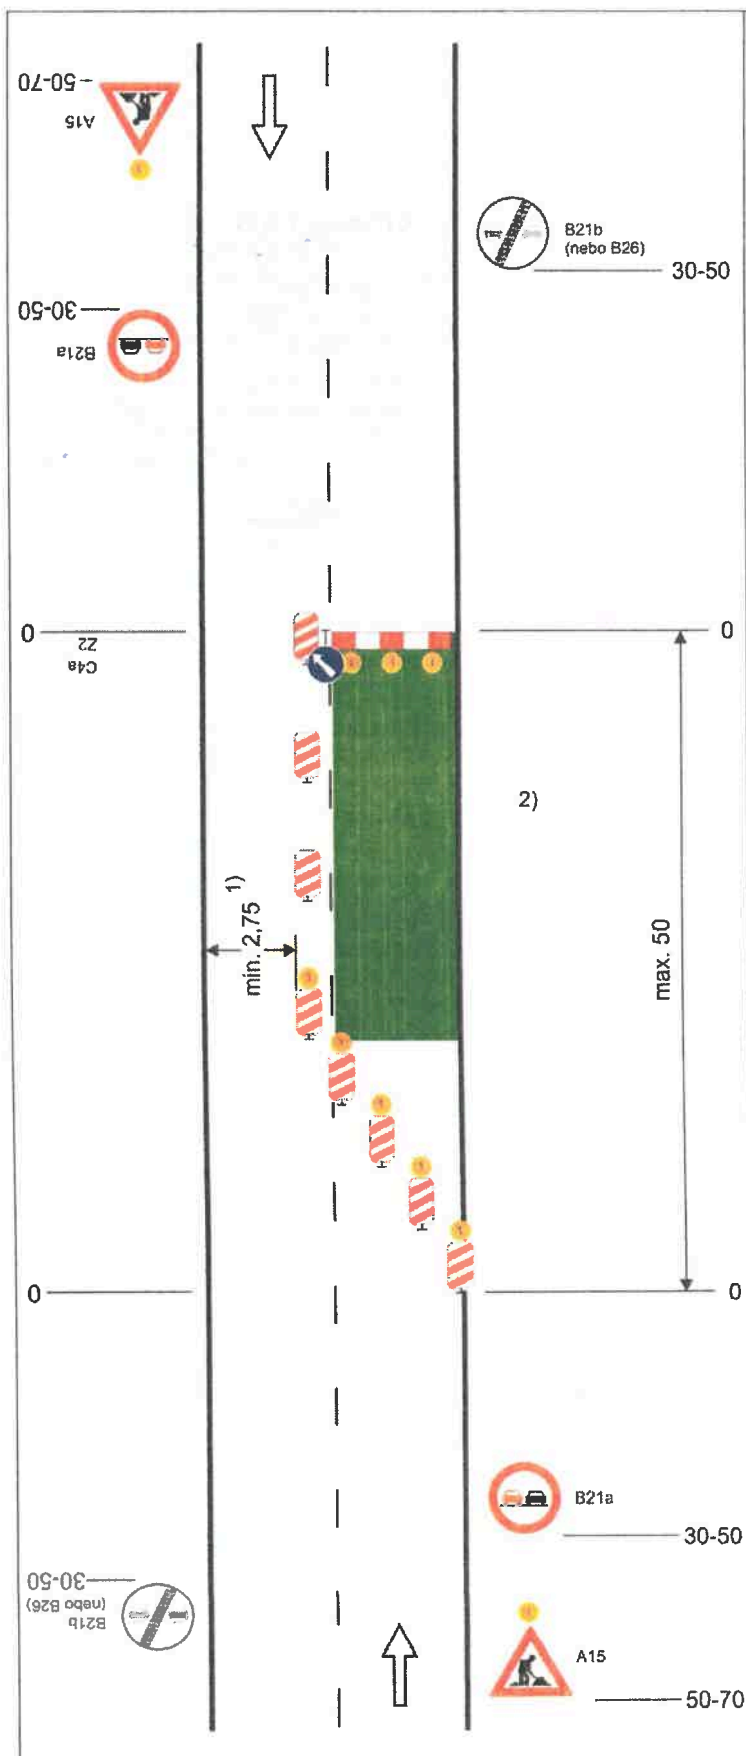 50-70
A15
B21b
(nebo B26)
30-50
30-50
B21a
0
Z2
C4a
0
2)
min. 2,75 1)
max. 50
0
0
B21a
30-50
30-50
B21b
(nebo B26)
A15
50-70